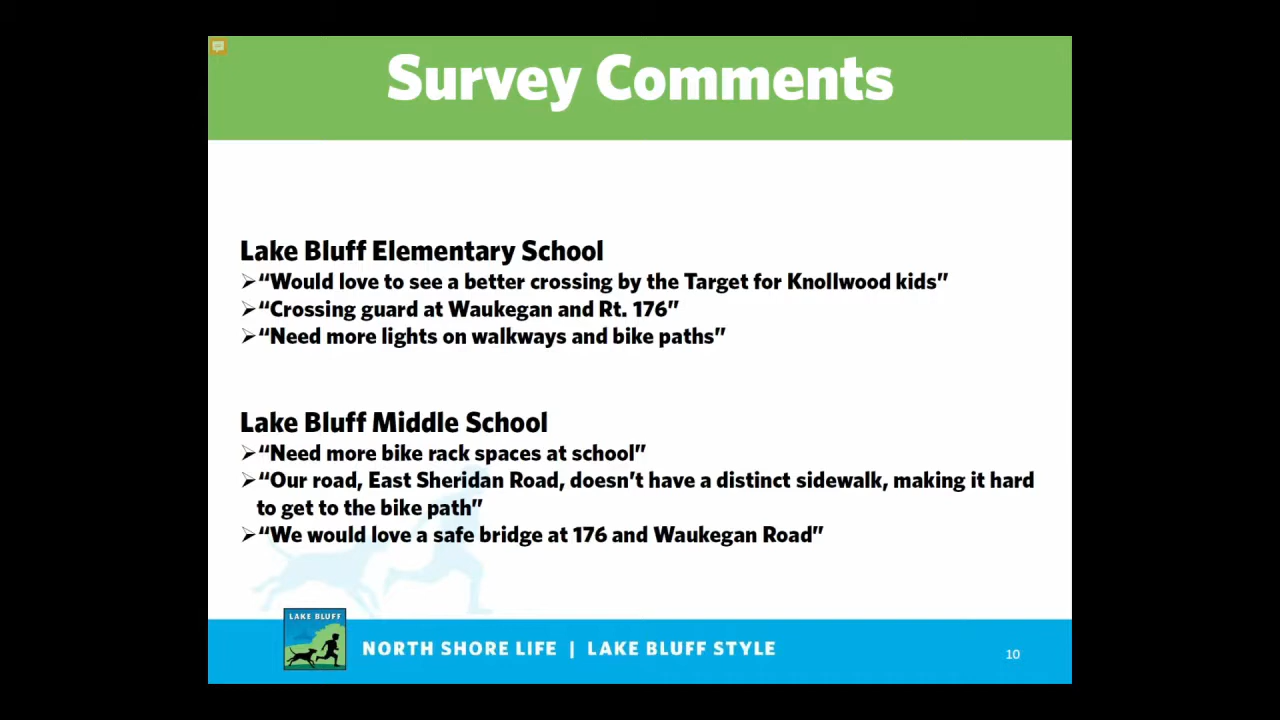 Survey Comments
Lake Bluff Elementary School
➢“Would love to see a better crossing by the Target for Knollwood kids”
➢“Crossing guard at Waukegan and Rt. 176”
➢“Need more lights on walkways and bike paths”
Lake Bluff Middle School
➢“Need more bike rack spaces at school”
➢“Our road, East Sheridan Road, doesn’t have a distinct sidewalk, making it hard
to get to the bike path”
➢“We would love a safe bridge at 176 and Waukegan Road”
LAKE BLUFF
NORTH SHORE LIFE | LAKE BLUFF STYLE
10